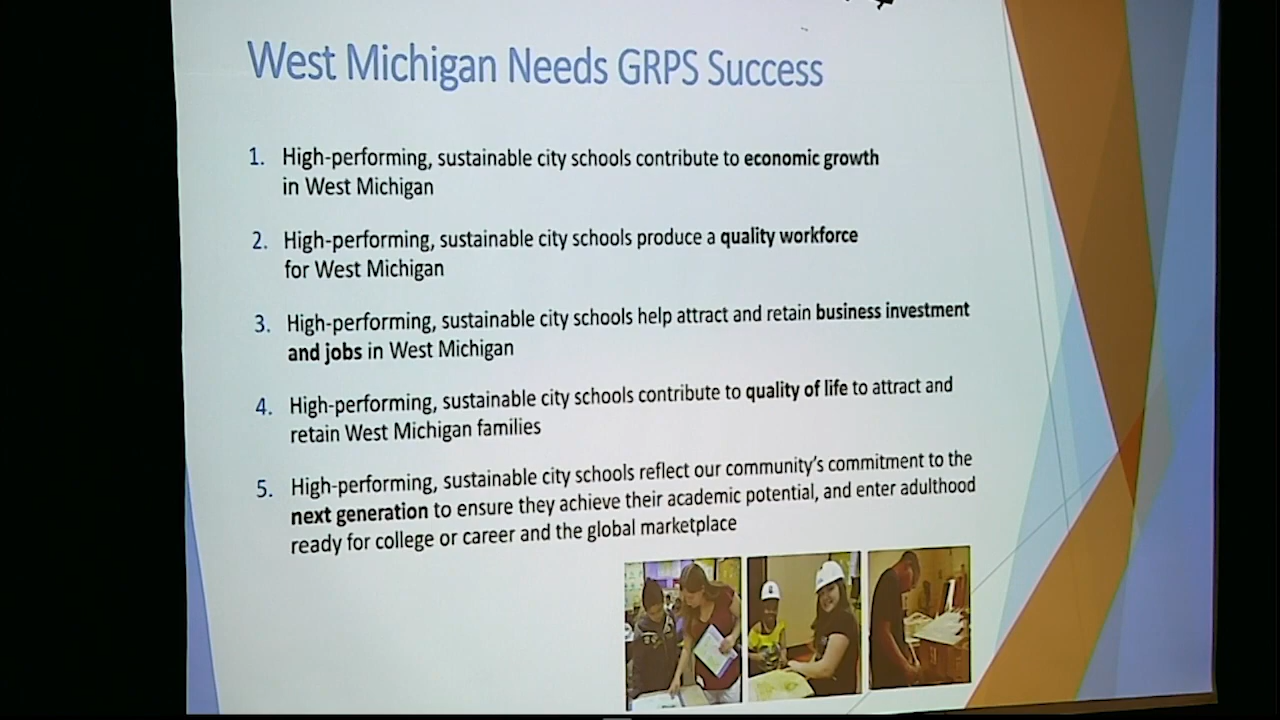 West Michigan Needs GRPS Success
1. High-performing, sustainable city schools contribute to economic growth
in West Michigan
2. High-performing, sustainable city schools produce a quality workforce
for West Michigan
3. High-performing, sustainable city schools help attract and retain business investment
and jobs in West Michigan
4. High-performing, sustainable city schools contribute to quality of life to attract and
retain West Michigan families
5. High-performing, sustainable city schools reflect our community's commitment to the
next generation to ensure they achieve their academic potential, and enter adulthood
ready for college or career and the global marketplace